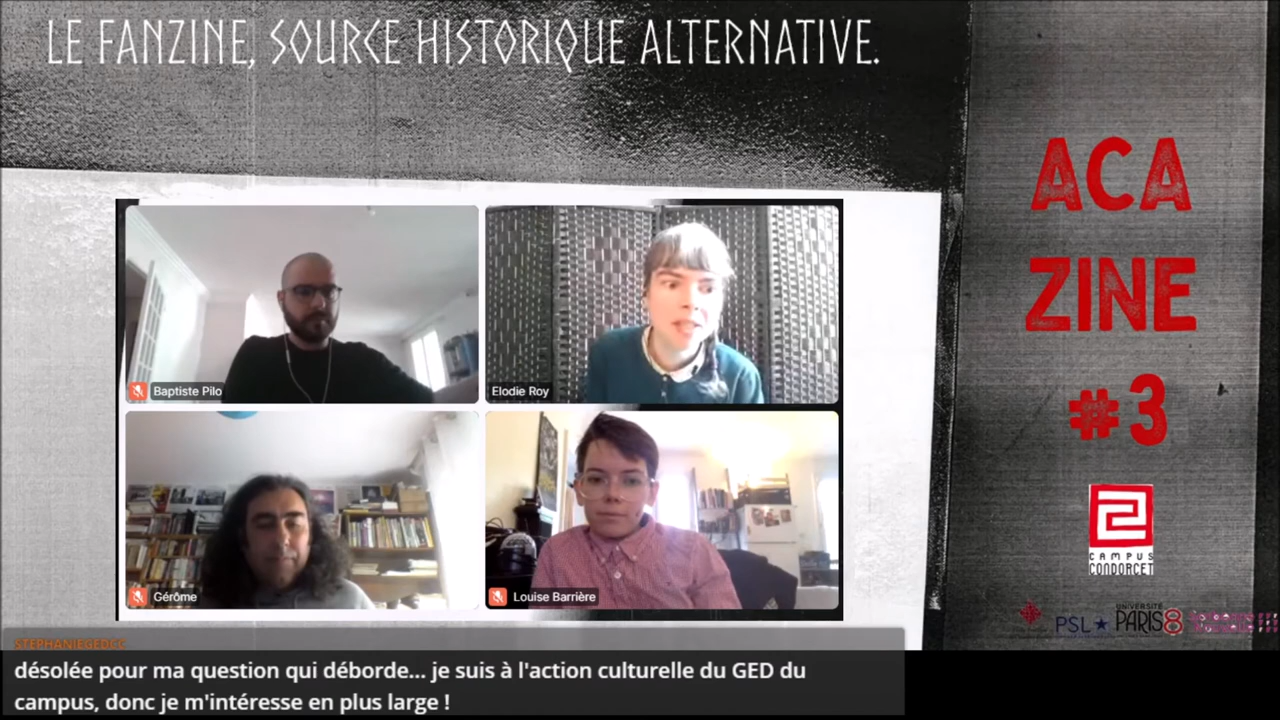 LE FANZINE, SOURCE HISTORIQUE ALTERNATIVE.
ACA
ZINE
#3
Baptiste Pilo
Elodie Roy
Gérôme
Louise Barrière
CAMPUS
CONDORCET
PSL
UNIVERSITÉ
PARIS 8
STEPHANIEGEDCC
désolée pour ma question qui déborde... je suis à l'action culturelle du GED du
campus, donc je m'intéresse en plus large !